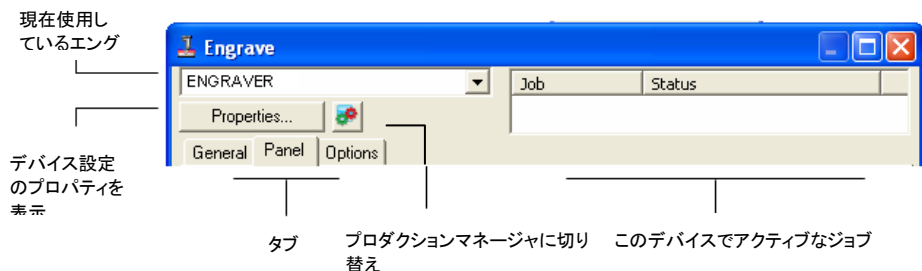 現在使用し
ているエング
Engrave
ENGRAVER
Job Status
Properties...
General Panel Options
デバイス設定
のプロパティを
表示
タブ
プロダクションマネージャに切り
替え
このデバイスでアクティブなジョブ